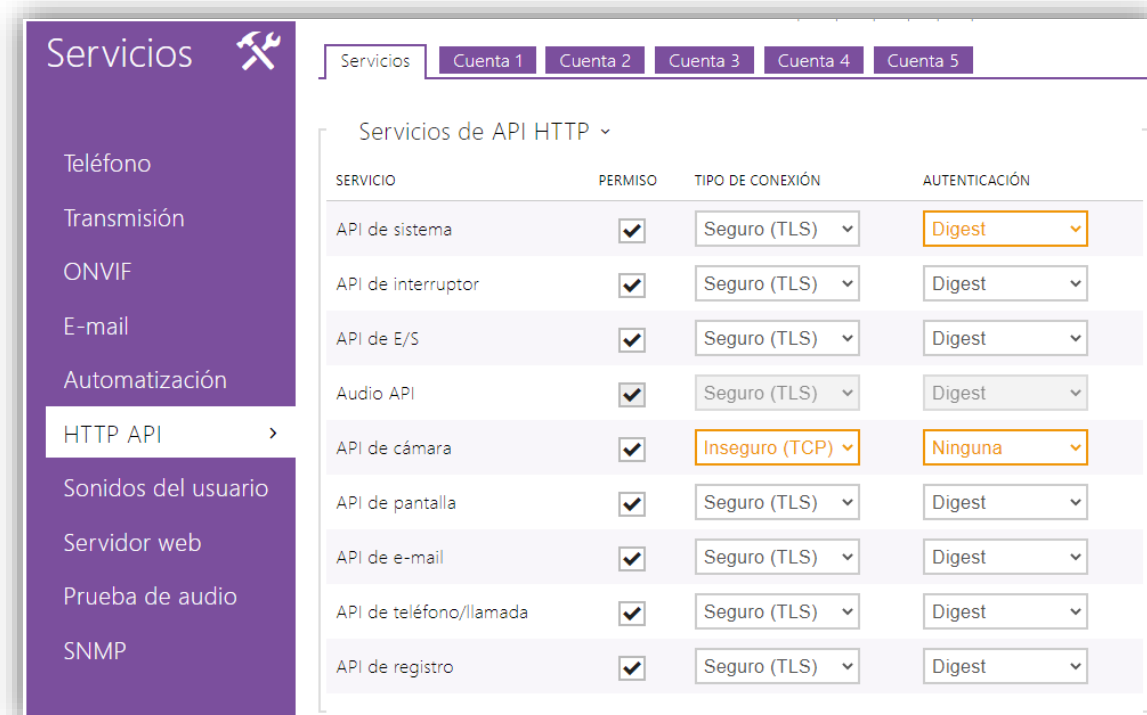 Servicios
Servicios Cuenta 1 Cuenta 2 Cuenta 3 Cuenta 4 Cuenta 5
Teléfono
Transmisión
ONVIF
E-mail
Automatización
HTTP API
Sonidos del usuario
Servidor web
Prueba de audio
SNMP
Servicios de API HTTP
SERVICIO PERMISO TIPO DE CONEXIÓN AUTENTICACIÓN
API de sistema Seguro (TLS) Digest
API de interruptor Seguro (TLS) Digest
API de E/S Seguro (TLS) Digest
Audio API Seguro (TLS) Digest
API de cámara Inseguro (TCP) Ninguna
API de pantalla Seguro (TLS) Digest
API de e-mail Seguro (TLS) Digest
API de teléfono/llamada Seguro (TLS) Digest
API de registro Seguro (TLS) Digest